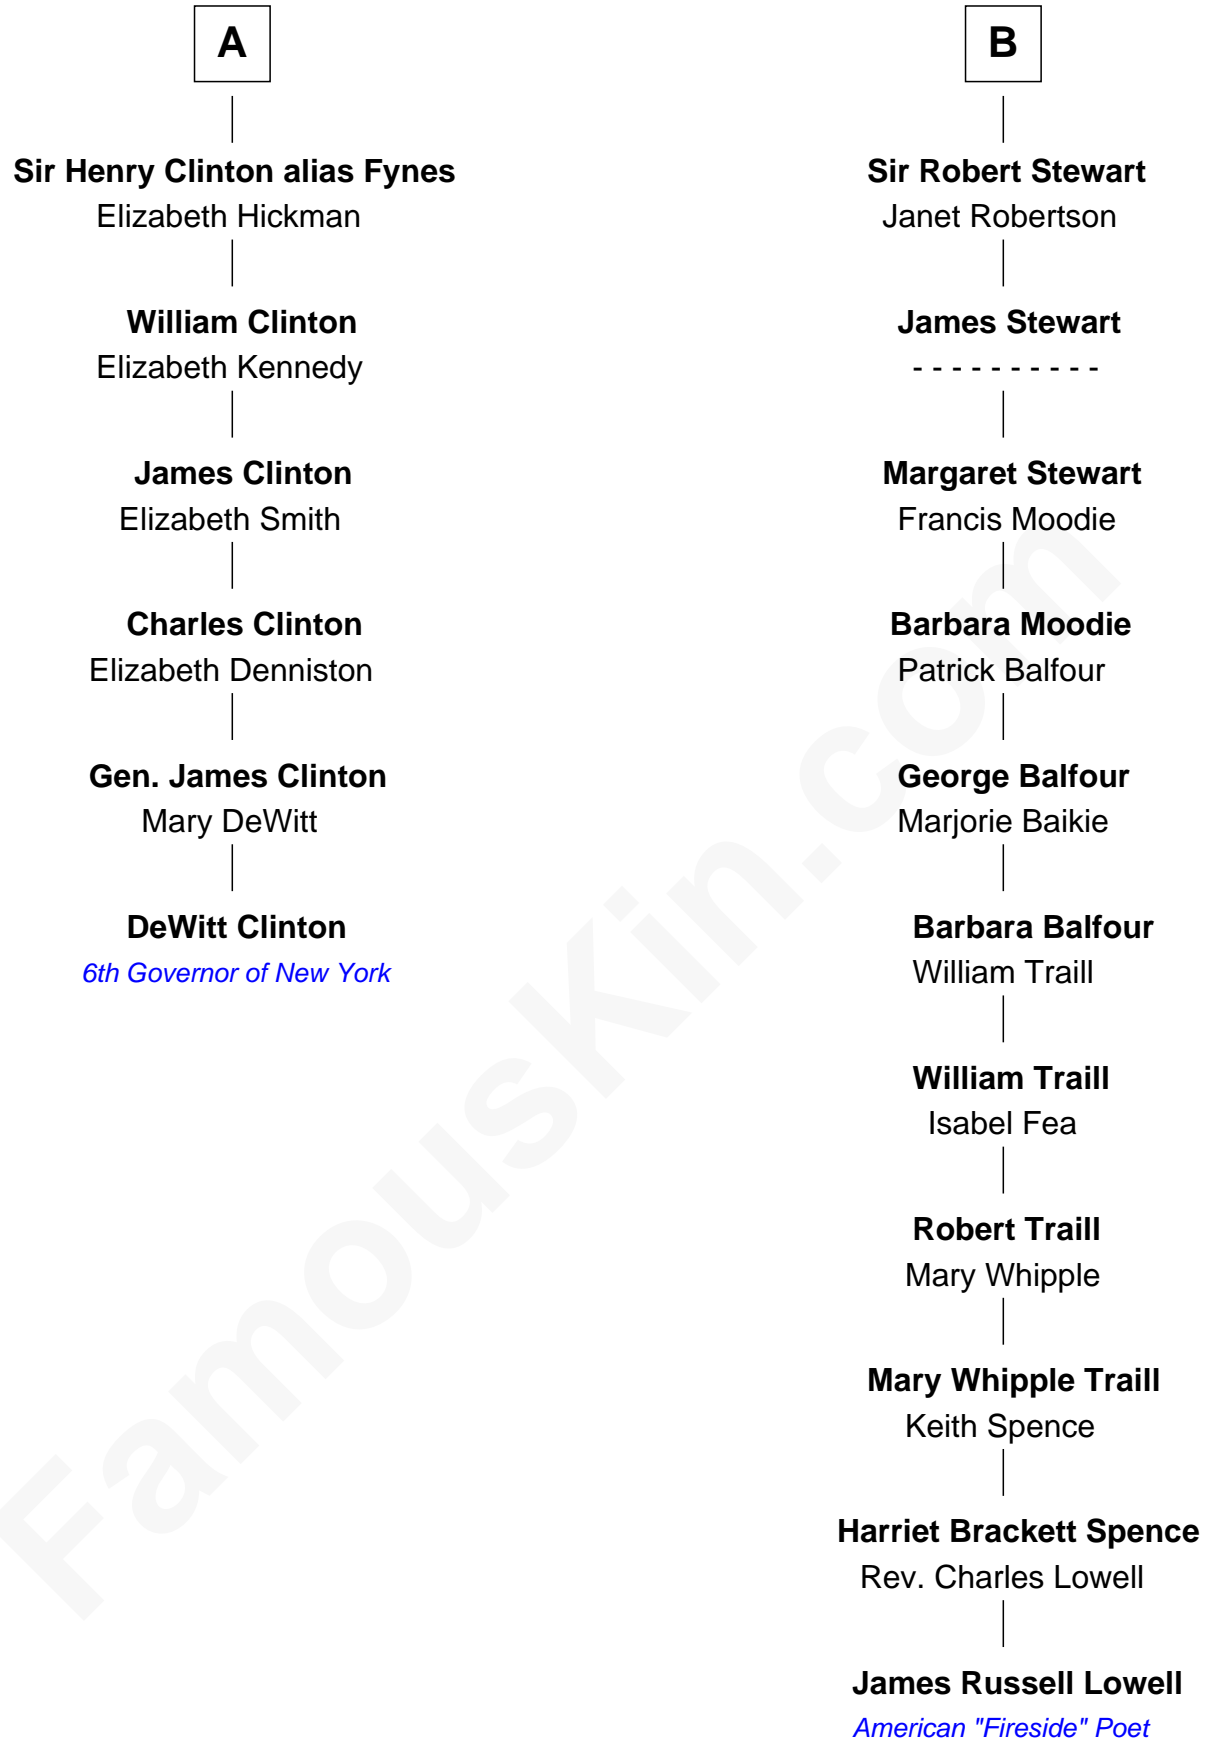 A
Sir Henry Clinton alias Fynes
Elizabeth Hickman
William Clinton
Elizabeth Kennedy
James Clinton
Elizabeth Smith
Charles Clinton
Elizabeth Denniston
Gen. James Clinton
Mary DeWitt
DeWitt Clinton
6th Governor of New York
B
Sir Robert Stewart
Janet Robertson
James Stewart
- - - - - - - - - -
Margaret Stewart
Francis Moodie
Barbara Moodie
Patrick Balfour
George Balfour
Marjorie Baikie
Barbara Balfour
William Traill
William Traill
Isabel Fea
Robert Traill
Mary Whipple
Mary Whipple Traill
Keith Spence
Harriet Brackett Spence
Rev. Charles Lowell
James Russell Lowell
American "Fireside" Poet
FamousKin.com